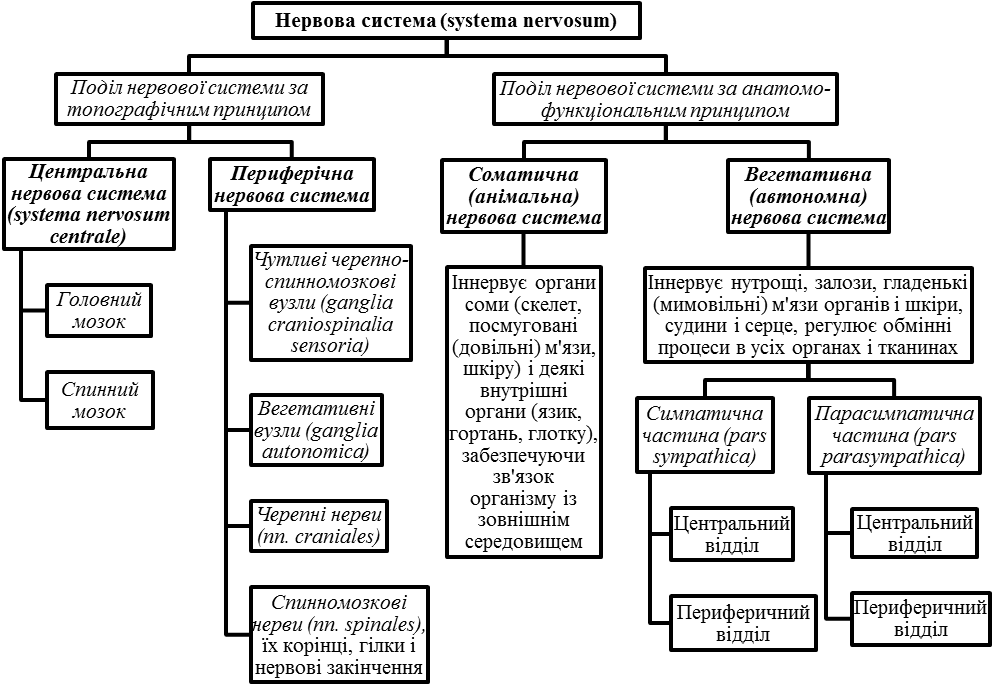 Нервова система (systema nervosum)
Поділ нервової системи за
топографічним принципом
Поділ нервової системи за анатомо-
функціональним принципом
Центральна
нервова система
(systema nervosum
centrale)
Головний
мозок
Спинний
мозок
Периферічна
нервова система
Чутливі черепно-
спинномозкові
вузли (ganglia
craniospinalia
sensoria)
Вегетативні
вузли (ganglia
autonomica)
Черепні нерви
(nn. craniales)
Спинномозкові
нерви (nn. spinales),
їх корінці, гілки і
нервові закінчення
Соматична
(анімальна)
нервова система
Іннервує органи
соми (скелет,
посмуговані
(довільні) м'язи,
шкіру) і деякі
внутрішні
органи (язик,
гортань, глотку),
забезпечуючи
зв'язок
організму із
зовнішнім
середовищем
Вегетативна
(автономна)
нервова система
Іннервує нутрощі, залози, гладенькі
(мимовільні) м'язи органів і шкіри,
судини і серце, регулює обмінні
процеси в усіх органах і тканинах
Симпатична
частина (pars
sympathica)
Центральний
відділ
Периферичний
відділ
Парасимпатична
частина (pars
parasympathica)
Центральний
відділ
Периферичний
відділ